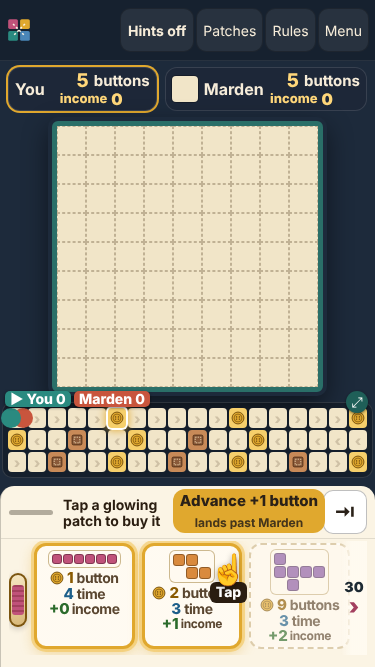 Hints off
Patches
Rules
Menu
You
5 buttons
income 0
Marden
5 buttons
income 0
▶ You 0
Marden 0
Tap a glowing
patch to buy it
Advance +1 button
lands past Marden
1 button
4 time
+0 income
3 time
+1 income
Tap
9 buttons
3 time
+2 income
30